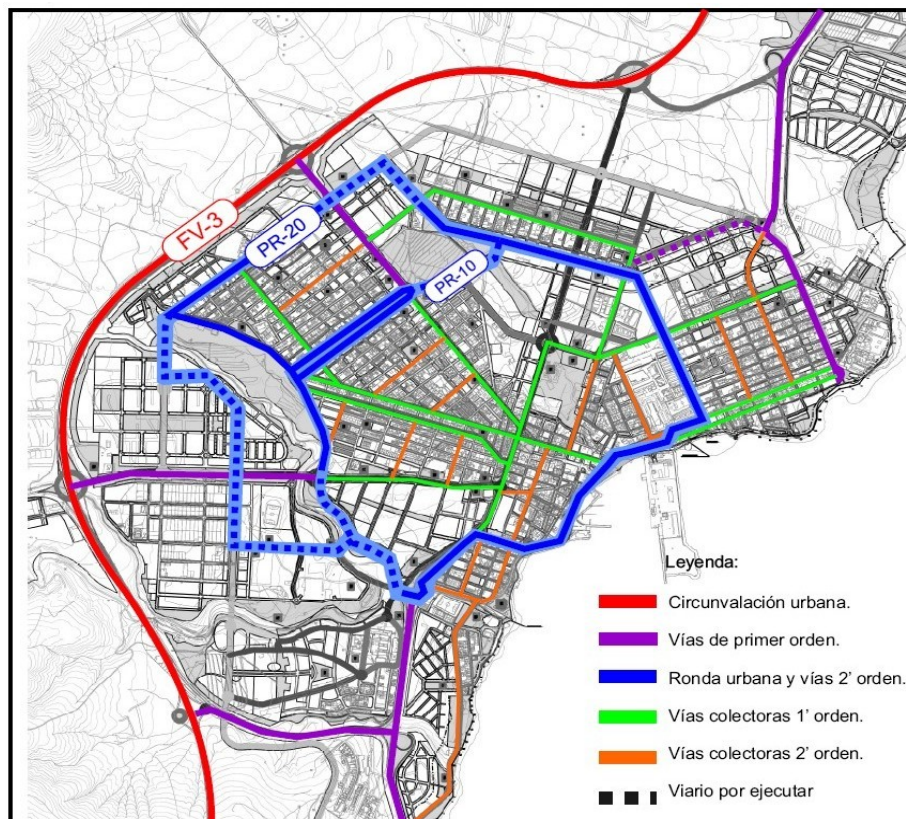 FV-3
PR-20
PR-10
Leyenda:
Circunvalación urbana.
Vías de primer orden.
Ronda urbana y vías 2' orden.
Vías colectoras 1' orden.
Vías colectoras 2' orden.
Viario por ejecutar